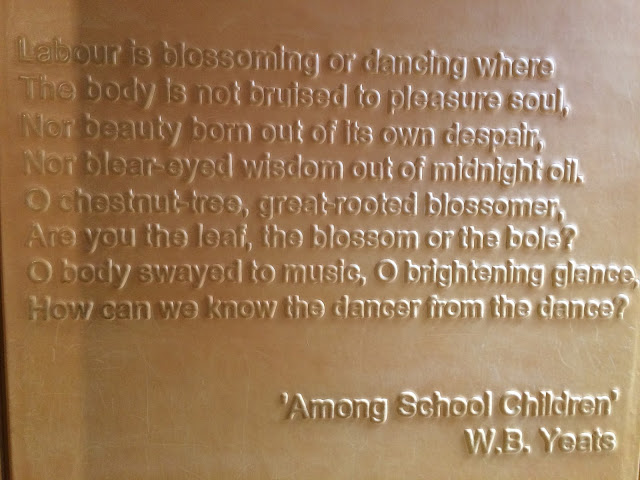 Labour is blossoming or dancing where
The body is not bruised to pleasure soul,
Nor beauty born out of its own despair,
Nor blear-eyed wisdom out of midnight oil.
O chestnut-tree, great-rooted blossomer,
Are you the leaf, the blossom or the bole?
O body swayed to music, O brightening glance,
How can we know the dancer from the dance?
'Among School Children'
W.B. Yeats